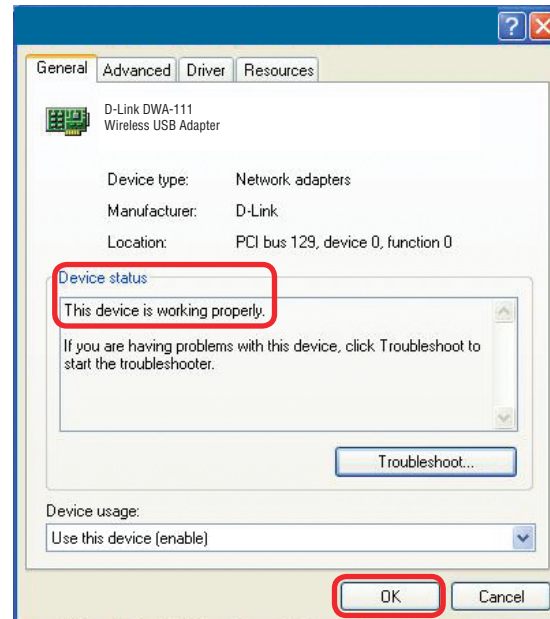 ?
General Advanced Driver Resources
D-Link DWA-111
Wireless USB Adapter
Device type: Network adapters
Manufacturer: D-Link
Location: PCI bus 129, device 0, function 0
Device status
This device is working properly.
If you are having problems with this device, click Troubleshoot to
start the troubleshooter.
Troubleshoot...
Device usage:
Use this device (enable)
OK Cancel